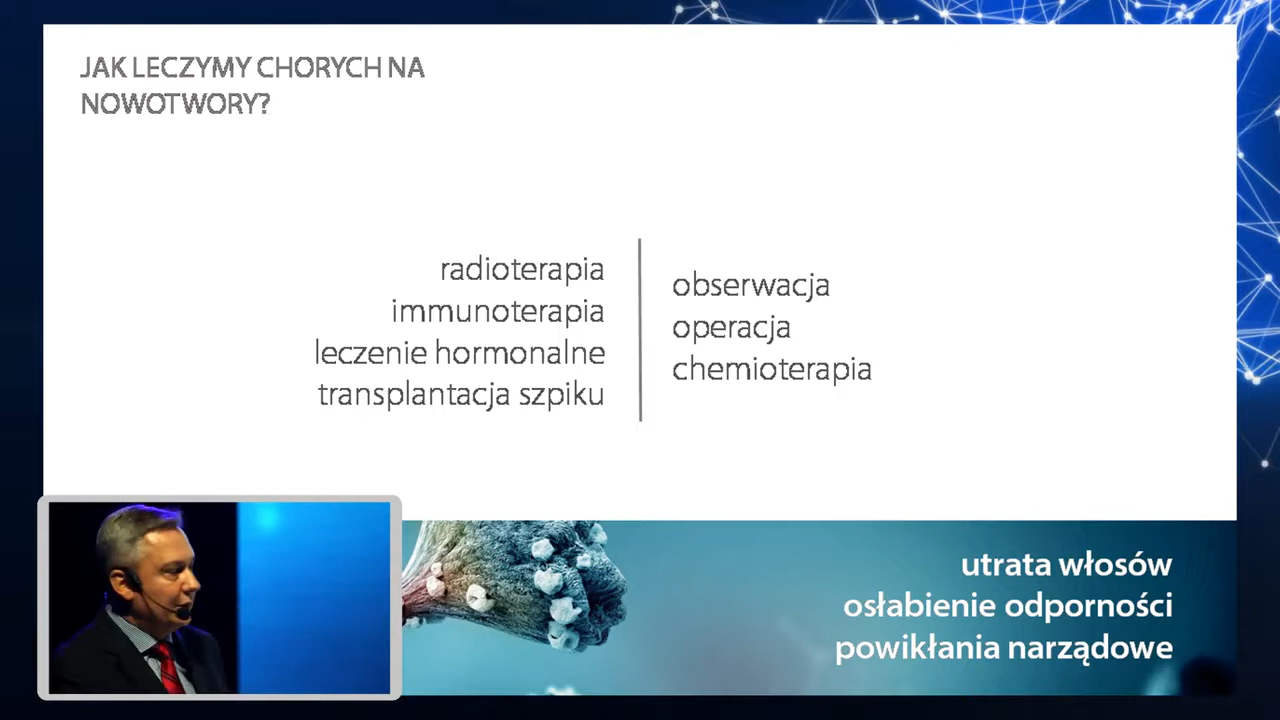 JAK LECZYMY CHORYCH NA
NOWOTWORY?
radioterapia
immunoterapia
leczenie hormonalne
transplantacja szpiku
obserwacja
operacja
chemioterapia
utrata włosów
osłabienie odporności
powikłania narządowe